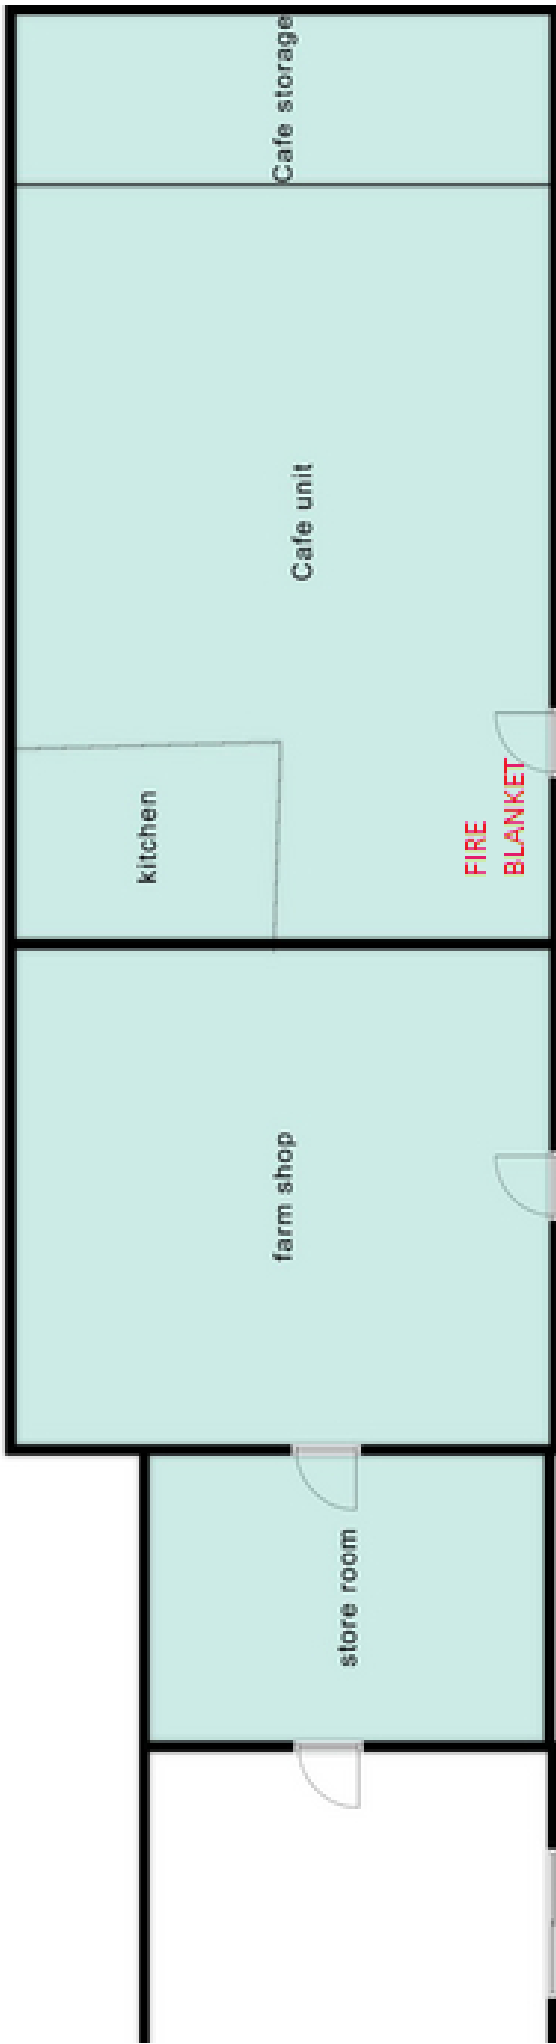 Cafe storage
Cafe unit
kitchen
FIRE
BLANKET
farm shop
store room